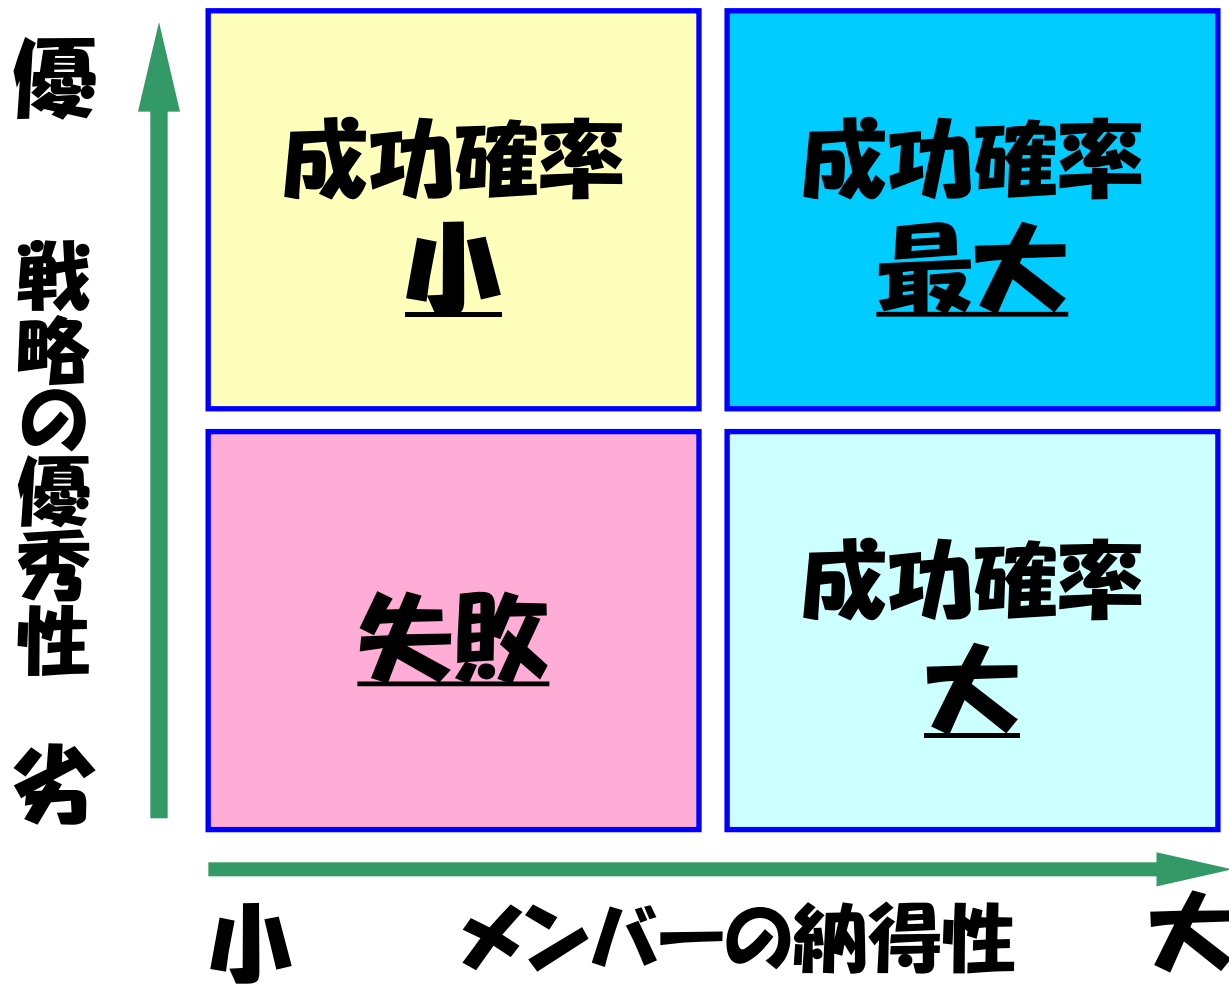 優
戦略の優秀性
劣
成功確率
小
成功確率
最大
失敗
成功確率
大
小
メンバーの納得性
大